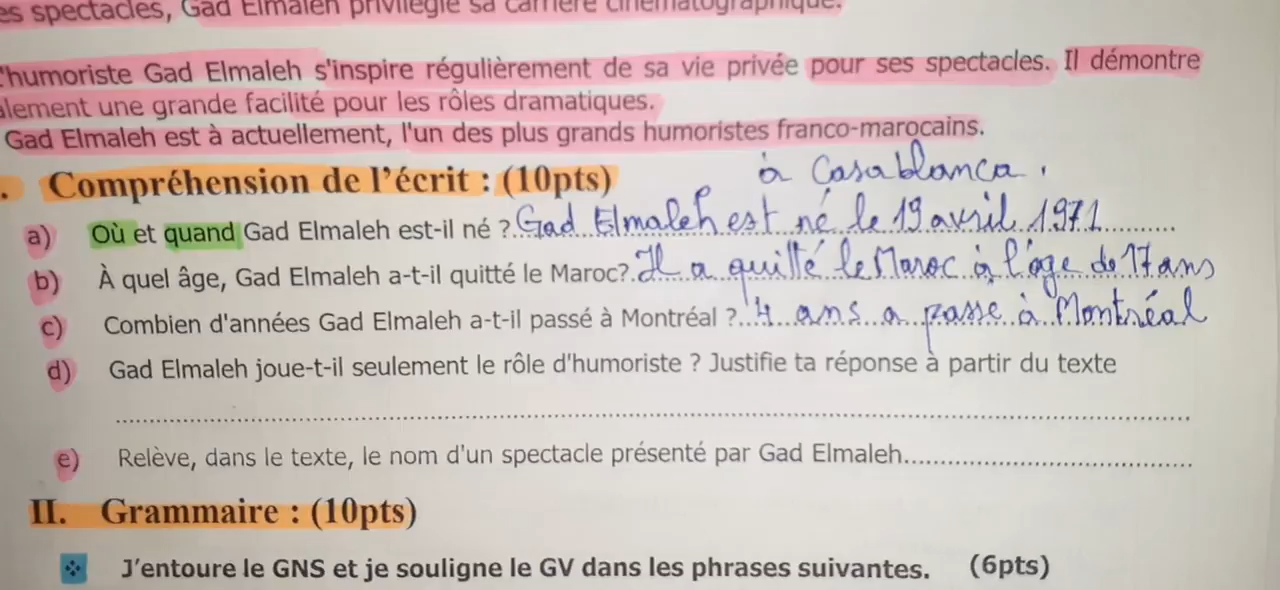 es spectacles, Gad Elmaleh privilégie sa carrière cinématographique.
L'humoriste Gad Elmaleh s'inspire régulièrement de sa vie privée pour ses spectacles. Il démontre
alement une grande facilité pour les rôles dramatiques.
Gad Elmaleh est à actuellement, l'un des plus grands humoristes franco-marocains.
. Compréhension de l'écrit : (10pts)
à Casablanca.
a) Où et quand Gad Elmaleh est-il né ? Gad Elmaleh est né le 19 avril 1971
b) À quel âge, Gad Elmaleh a-t-il quitté le Maroc? Il a quitté le Maroc à l'âge de 17 ans
c) Combien d'années Gad Elmaleh a-t-il passé à Montréal ? 4 ans a passé à Montréal
d) Gad Elmaleh joue-t-il seulement le rôle d'humoriste ? Justifie ta réponse à partir du texte
e) Relève, dans le texte, le nom d'un spectacle présenté par Gad Elmaleh
II. Grammaire : (10pts)
❖ J'entoure le GNS et je souligne le GV dans les phrases suivantes. (6pts)